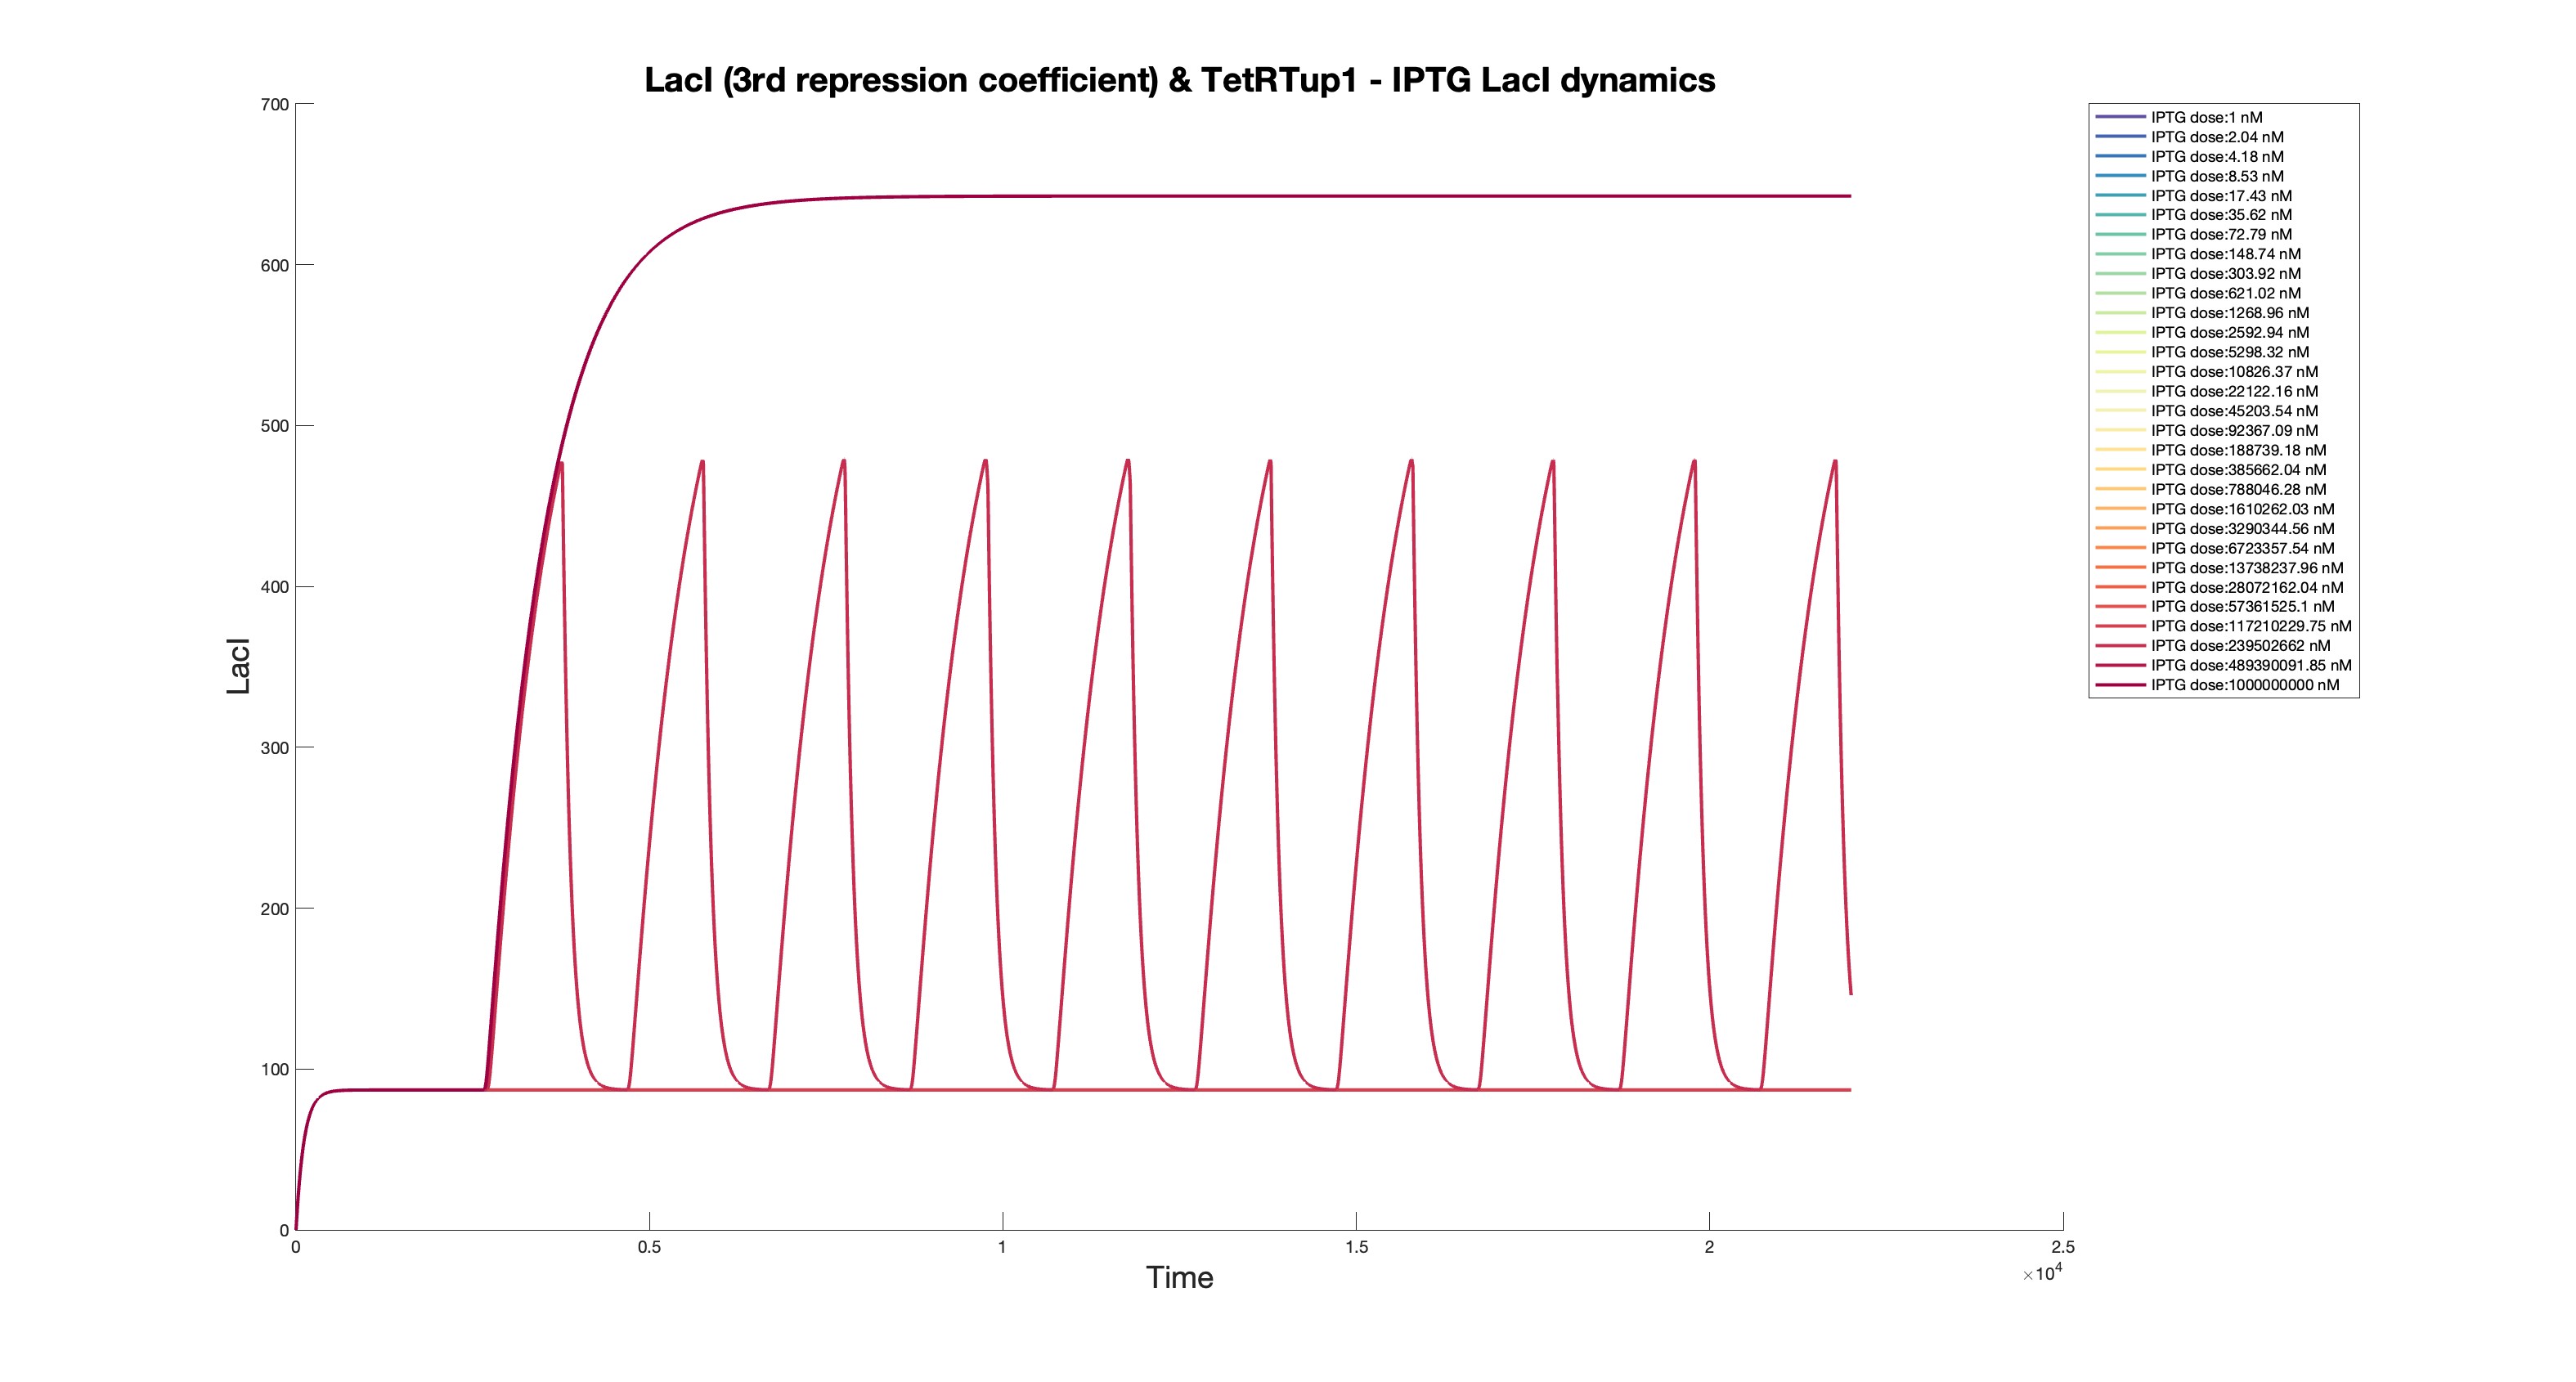 LacI (3rd repression coefficient) & TetRTup1 - IPTG LacI dynamics
700
600
500
400
300
200
100
0
LacI
0
0.5
1
1.5
2
2.5
×10⁴
Time
IPTG dose:1 nM
IPTG dose:2.04 nM
IPTG dose:4.18 nM
IPTG dose:8.53 nM
IPTG dose:17.43 nM
IPTG dose:35.62 nM
IPTG dose:72.79 nM
IPTG dose:148.74 nM
IPTG dose:303.92 nM
IPTG dose:621.02 nM
IPTG dose:1268.96 nM
IPTG dose:2592.94 nM
IPTG dose:5298.32 nM
IPTG dose:10826.37 nM
IPTG dose:22122.16 nM
IPTG dose:45203.54 nM
IPTG dose:92367.09 nM
IPTG dose:188739.18 nM
IPTG dose:385662.04 nM
IPTG dose:788046.28 nM
IPTG dose:1610262.03 nM
IPTG dose:3290344.56 nM
IPTG dose:6723357.54 nM
IPTG dose:13738237.96 nM
IPTG dose:28072162.04 nM
IPTG dose:57361525.1 nM
IPTG dose:117210229.75 nM
IPTG dose:239502662 nM
IPTG dose:489390091.85 nM
IPTG dose:1000000000 nM